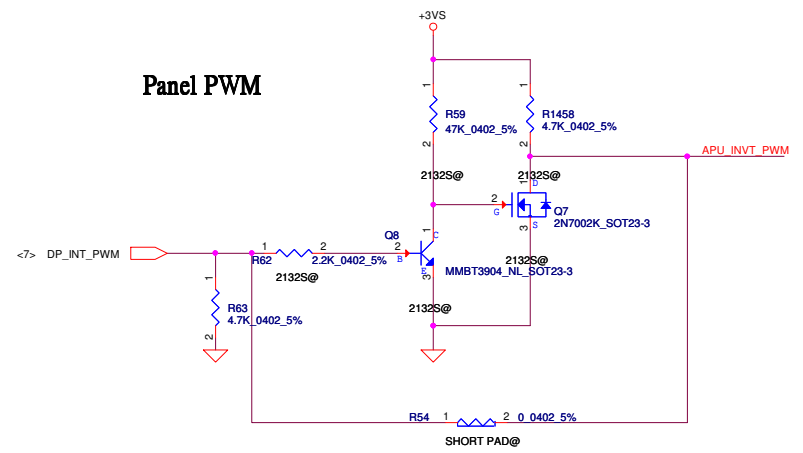 +3VS
Panel PWM
1
R59
47K_0402_5%
2
2132S@
1
R1458
4.7K_0402_5%
2
2132S@
APU_INVT_PWM
1
D
2
G
Q7
2N7002K_SOT23-3
S
3
2132S@
<7> DP_INT_PWM
1
R62
2
2.2K_0402_5%
2132S@
Q8
2
B
1
C
E
3
MMBT3904_NL_SOT23-3
2132S@
1
R63
4.7K_0402_5%
2
R54
1
2
0_0402_5%
SHORT PAD@